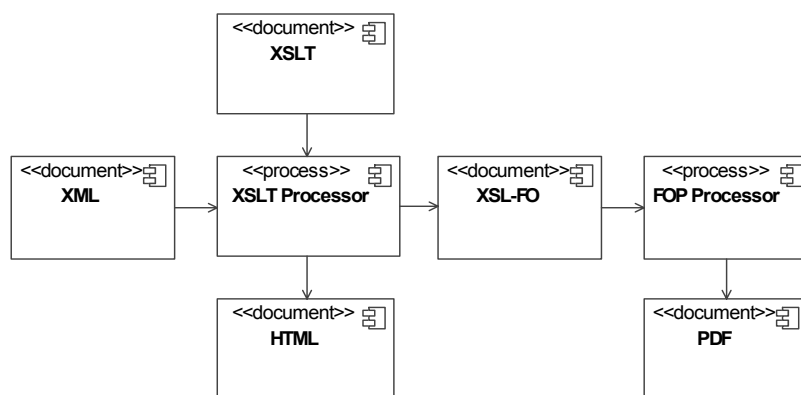 <<document>>
XSLT
<<document>>
XML
<<process>>
XSLT Processor
<<document>>
XSL-FO
<<process>>
FOP Processor
<<document>>
HTML
<<document>>
PDF